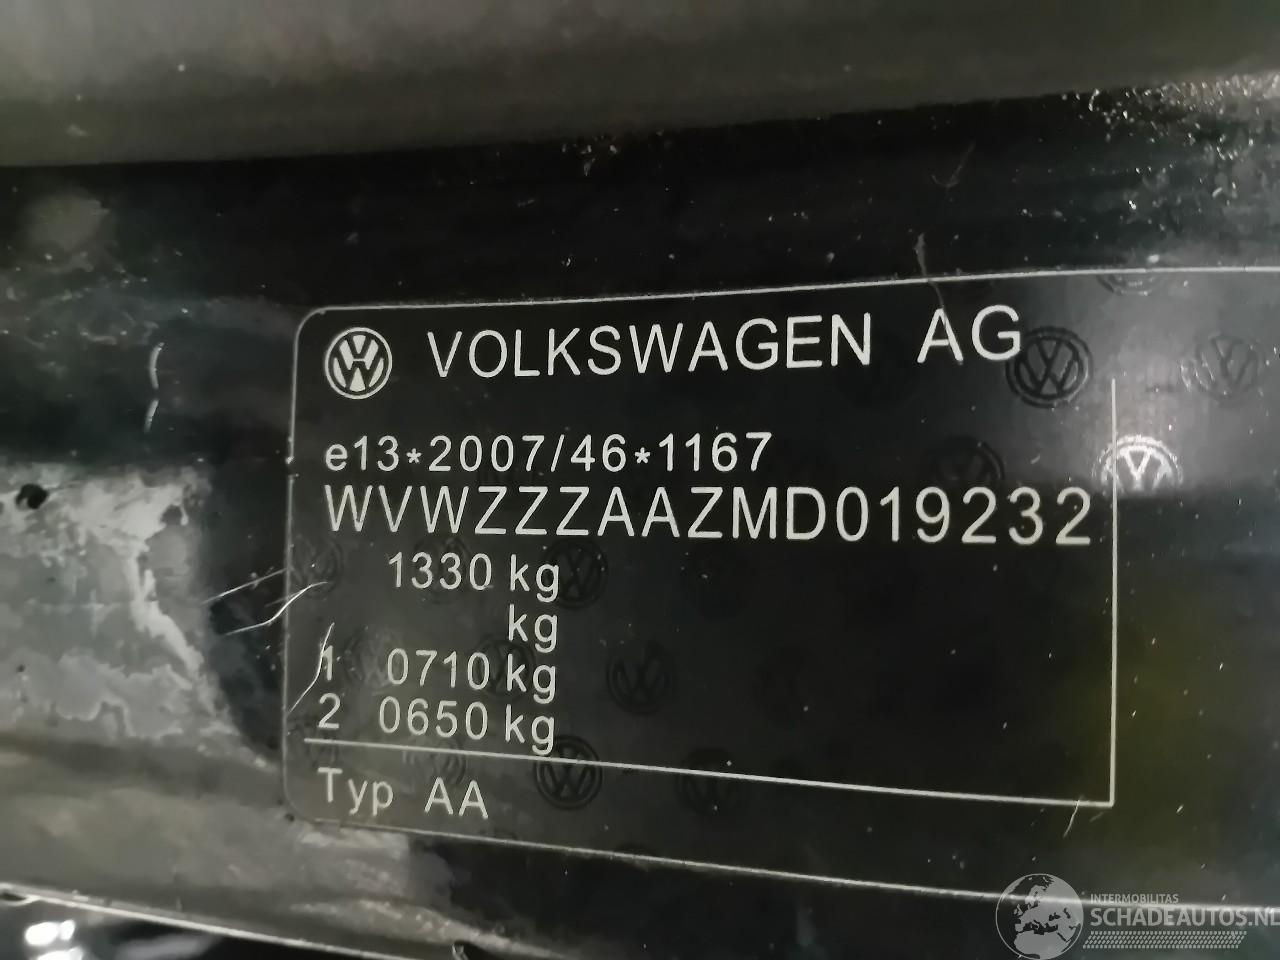 VOLKSWAGEN AG
e13*2007/46*1167
WVWZZZAAZMD019232
1330 kg
kg
1 0710 kg
2 0650 kg
Typ AA
INTERMOBILITAS
SCHADEAUTOS.NL